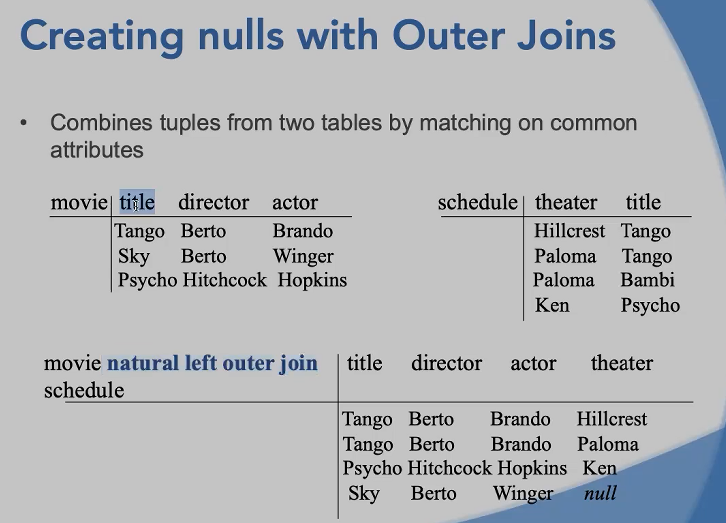 Creating nulls with Outer Joins
• Combines tuples from two tables by matching on common
attributes
movie title director actor
Tango Berto Brando
Sky Berto Winger
Psycho Hitchcock Hopkins
schedule theater title
Hillcrest Tango
Paloma Tango
Paloma Bambi
Ken Psycho
movie natural left outer join
schedule
title director actor theater
Tango Berto Brando Hillcrest
Tango Berto Brando Paloma
Psycho Hitchcock Hopkins Ken
Sky Berto Winger null